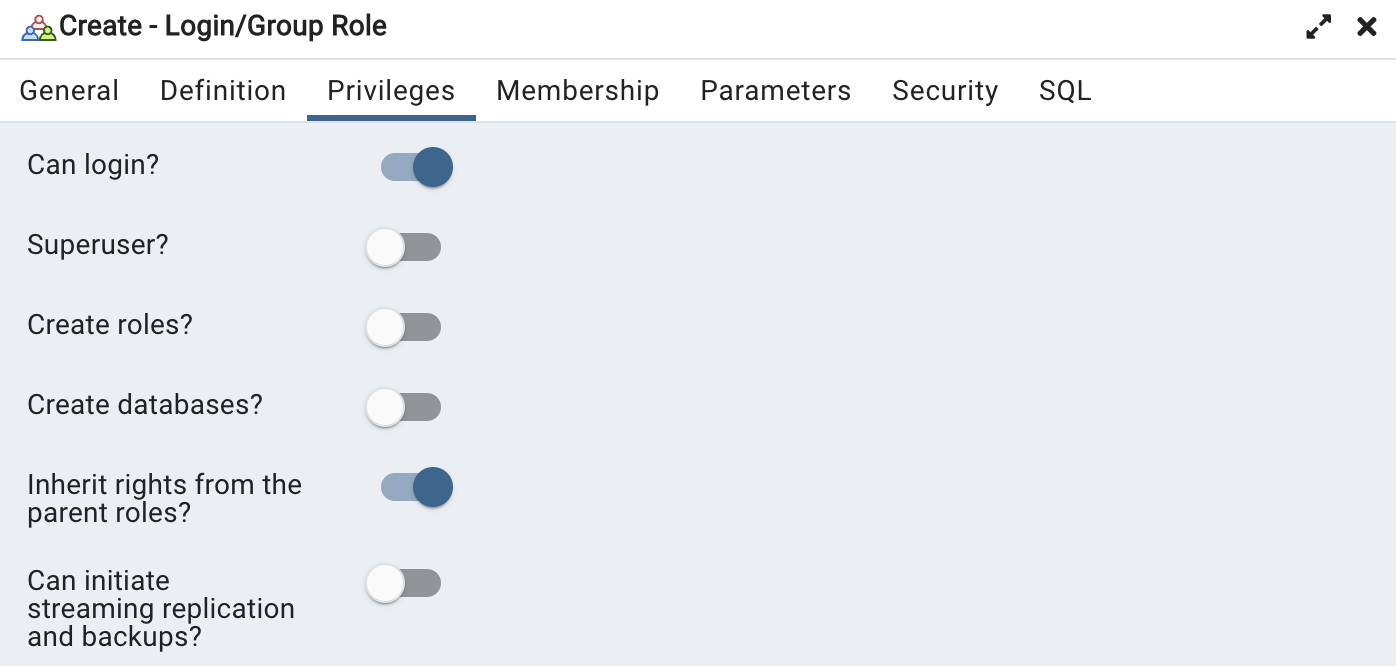 Create - Login/Group Role
General Definition Privileges Membership Parameters Security SQL
Can login?
Superuser?
Create roles?
Create databases?
Inherit rights from the
parent roles?
Can initiate
streaming replication
and backups?